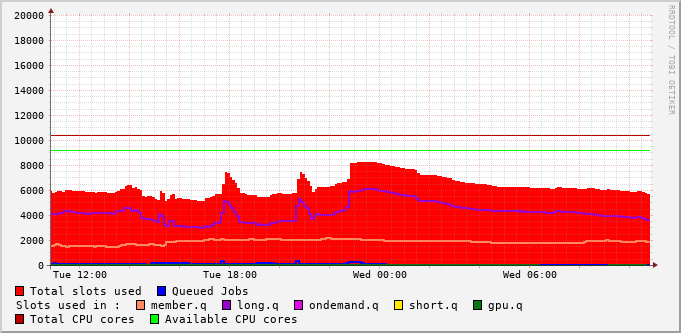 RRDTOOL / TOBI OETIKER
20000
18000
16000
14000
12000
10000
8000
6000
4000
2000
0
Tue 12:00 Tue 18:00 Wed 00:00 Wed 06:00
Total slots used Queued Jobs
Slots used in : member.q long.q ondemand.q short.q gpu.q
Total CPU cores Available CPU cores